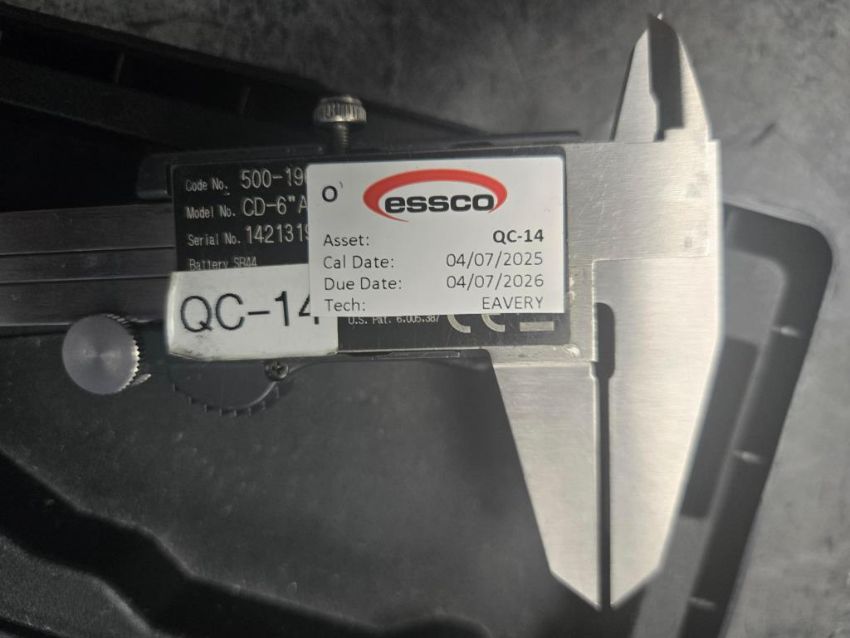 Code No. 500-19
Model No. CD-6"A
Serial No. 142131
Battery SR44
QC-14
U.S. Pat. 6.005.387
CE
O
essco
Asset: QC-14
Cal Date: 04/07/2025
Due Date: 04/07/2026
Tech: EAVERY